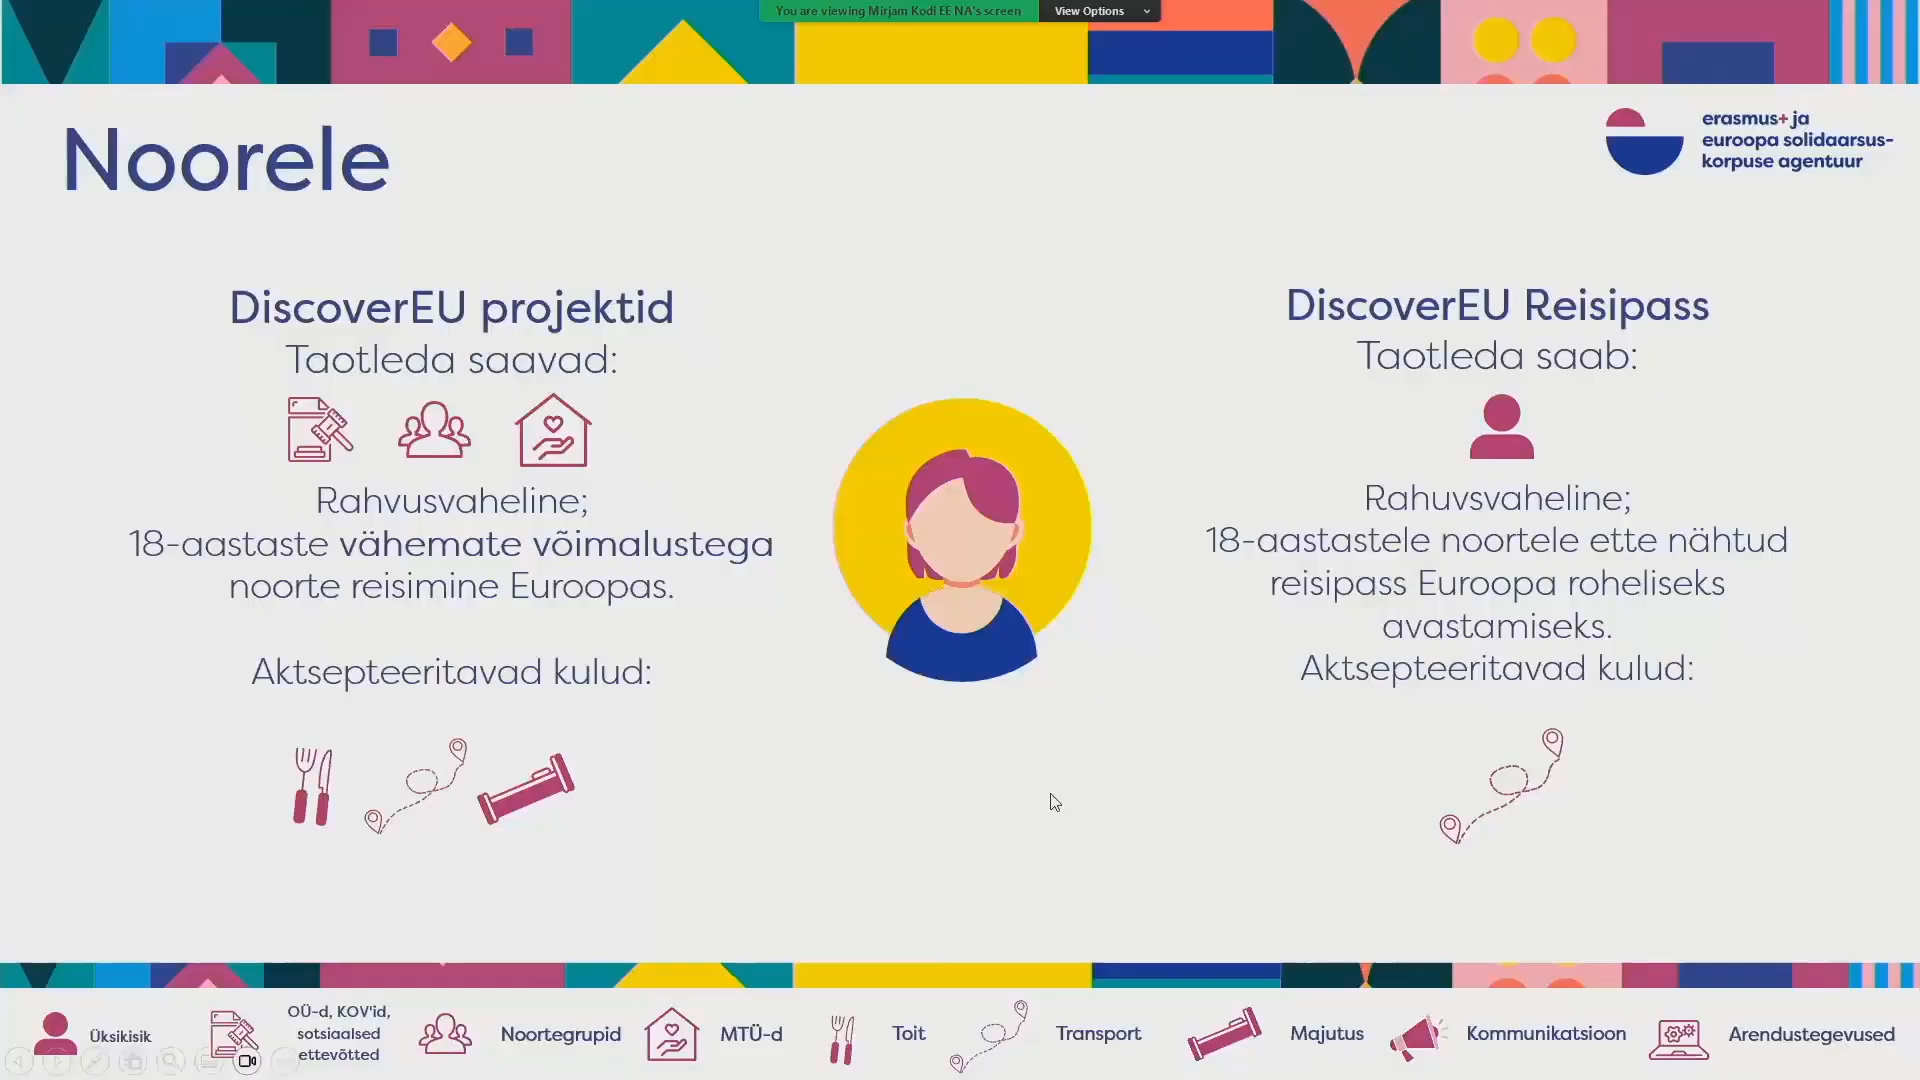 You are viewing Mirjam Kodi EE NA's screen
View Options
Noorele
erasmus+ ja
euroopa solidaarsus-
korpuse agentuur
DiscoverEU projektid
Taotleda saavad:
Rahvusvaheline;
18-aastaste vähemate võimalustega
noorte reisimine Euroopas.
Aktsepteeritavad kulud:
DiscoverEU Reisipass
Taotleda saab:
Rahuvsvaheline;
18-aastastele noortele ette nähtud
reisipass Euroopa roheliseks
avastamiseks.
Aktsepteeritavad kulud:
Üksikisik
OÜ-d, KOV'id,
sotsiaalsed
ettevõtted
Noortegrupid
MTÜ-d
Toit
Transport
Majutus
Kommunikatsioon
Arendustegevused